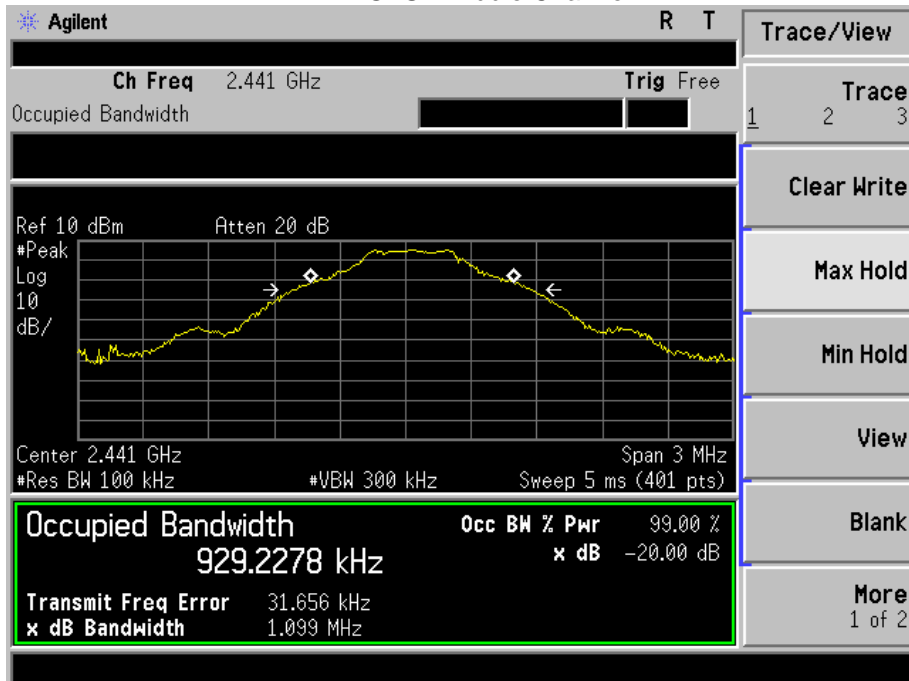 Agilent R T
Ch Freq 2.441 GHz Trig Free
Occupied Bandwidth
Ref 10 dBm Atten 20 dB
#Peak
Log
10
dB/
Center 2.441 GHz Span 3 MHz
#Res BW 100 kHz #VBW 300 kHz Sweep 5 ms (401 pts)
Occupied Bandwidth Occ BW % Pwr 99.00 %
929.2278 kHz x dB -20.00 dB
Transmit Freq Error 31.656 kHz
x dB Bandwidth 1.099 MHz
Trace/View
Trace
1 2 3
Clear Write
Max Hold
Min Hold
View
Blank
More
1 of 2